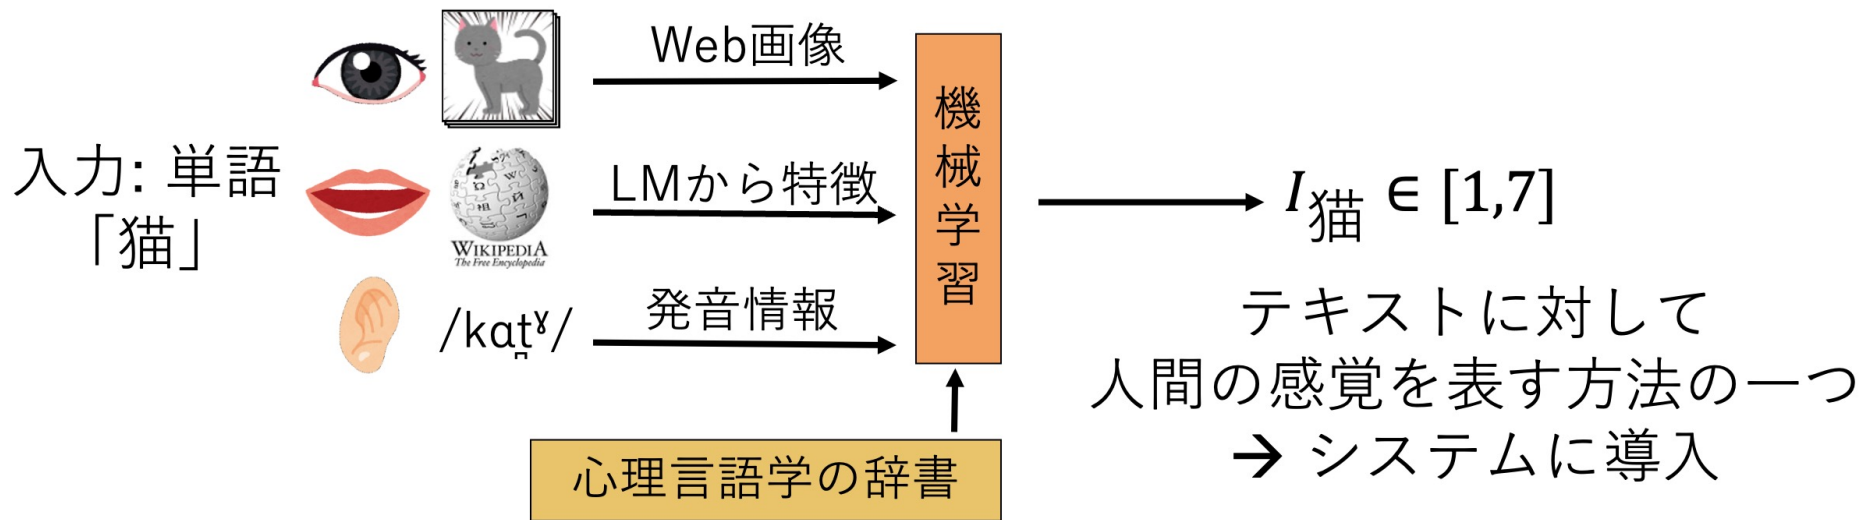 入力: 単語
「猫」
Web画像
LMから特徴
WIKIPEDIA
The Free Encyclopedia
/kɑt̪ˠ/
発音情報
機械学習
心理言語学の辞書
I猫 ∈ [1,7]
テキストに対して
人間の感覚を表す方法の一つ
→ システムに導入